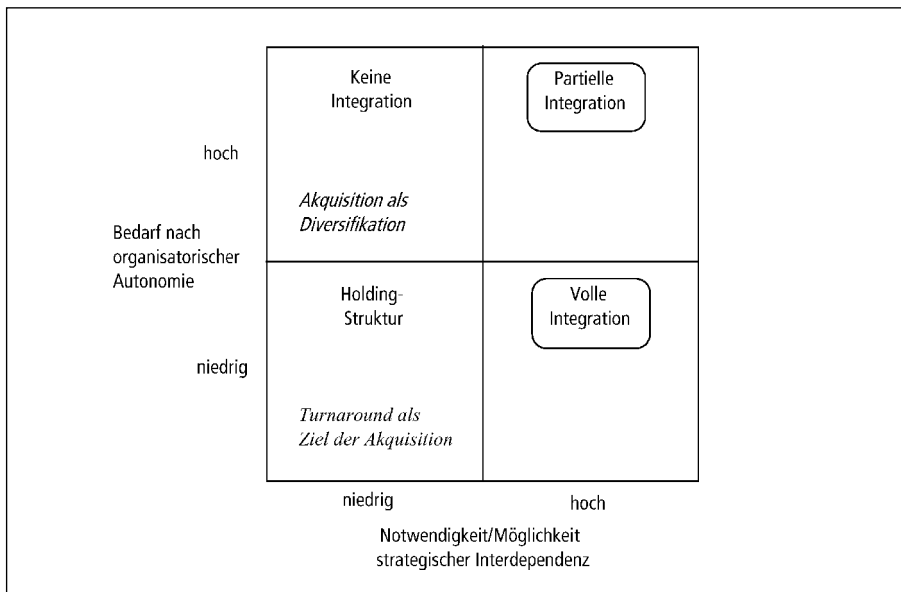 Keine
Integration
Partielle
Integration
hoch
Akquisition als
Diversifikation
Bedarf nach
organisatorischer
Autonomie
Holding-
Struktur
Volle
Integration
niedrig
Turnaround als
Ziel der Akquisition
niedrig
hoch
Notwendigkeit/Möglichkeit
strategischer Interdependenz